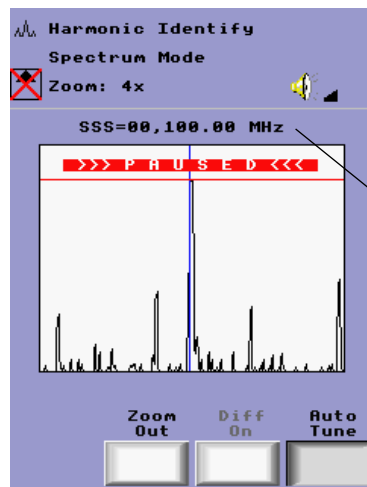 Harmonic Identify
Spectrum Mode
Zoom: 4x
SSS=00,100.00 MHz
>>> P A U S E D <<<
Zoom Out
Diff On
Auto Tune